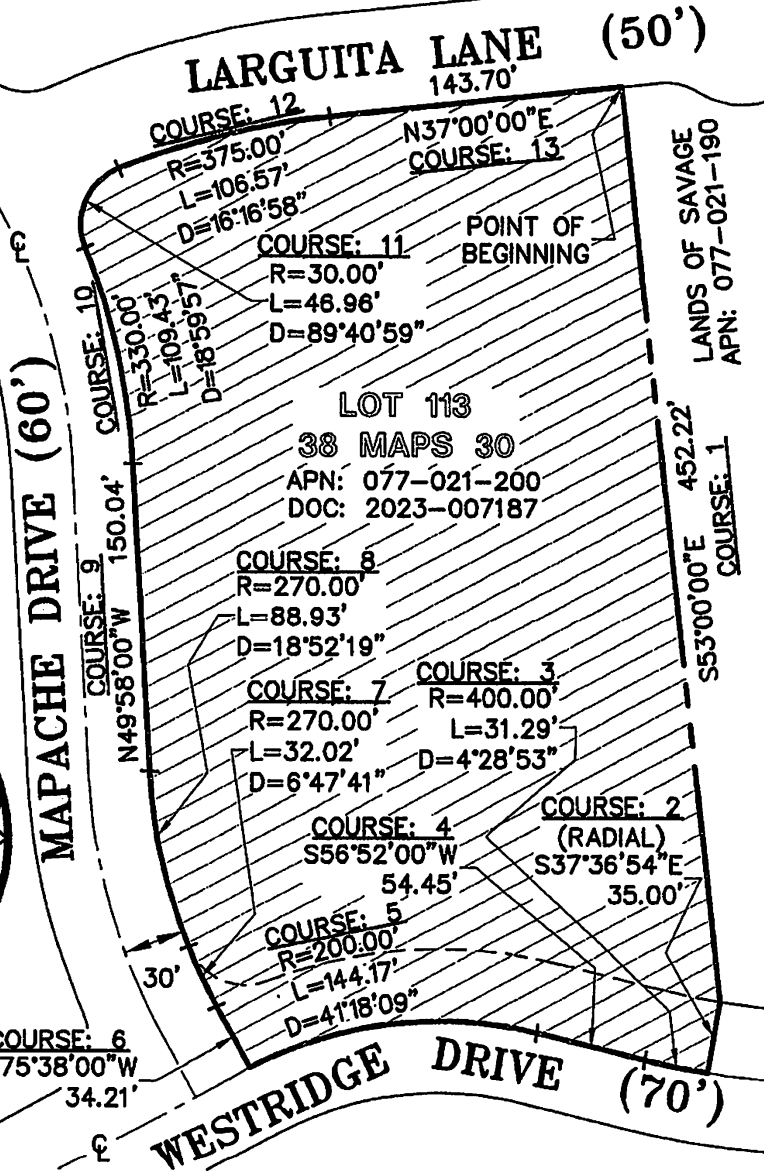 LARGUITA LANE (50')
143.70'
N37°00'00"E
COURSE: 13
COURSE: 12
R=375.00'
L=106.57'
D=16°16'58"
COURSE: 11
R=30.00'
L=46.96'
D=89°40'59"
POINT OF
BEGINNING
LANDS OF SAVAGE
APN: 077-021-190
COURSE: 10
R=330.00'
L=109.43'
D=18°59'57"
LOT 113
38 MAPS 30
APN: 077-021-200
DOC: 2023-007187
S53°00'00"E 452.22'
COURSE: 1
MAPACHE DRIVE (60')
COURSE: 9
N49°58'00"W 150.04'
COURSE: 8
R=270.00'
L=88.93'
D=18°52'19"
COURSE: 7
R=270.00'
L=32.02'
D=6°47'41"
COURSE: 3
R=400.00'
L=31.29'
D=4°28'53"
COURSE: 4
S56°52'00"W
54.45'
COURSE: 2
(RADIAL)
S37°36'54"E
35.00'
COURSE: 5
R=200.00'
L=144.17'
D=41°18'09"
30'
COURSE: 6
75°38'00"W
34.21'
WESTRIDGE DRIVE (70')